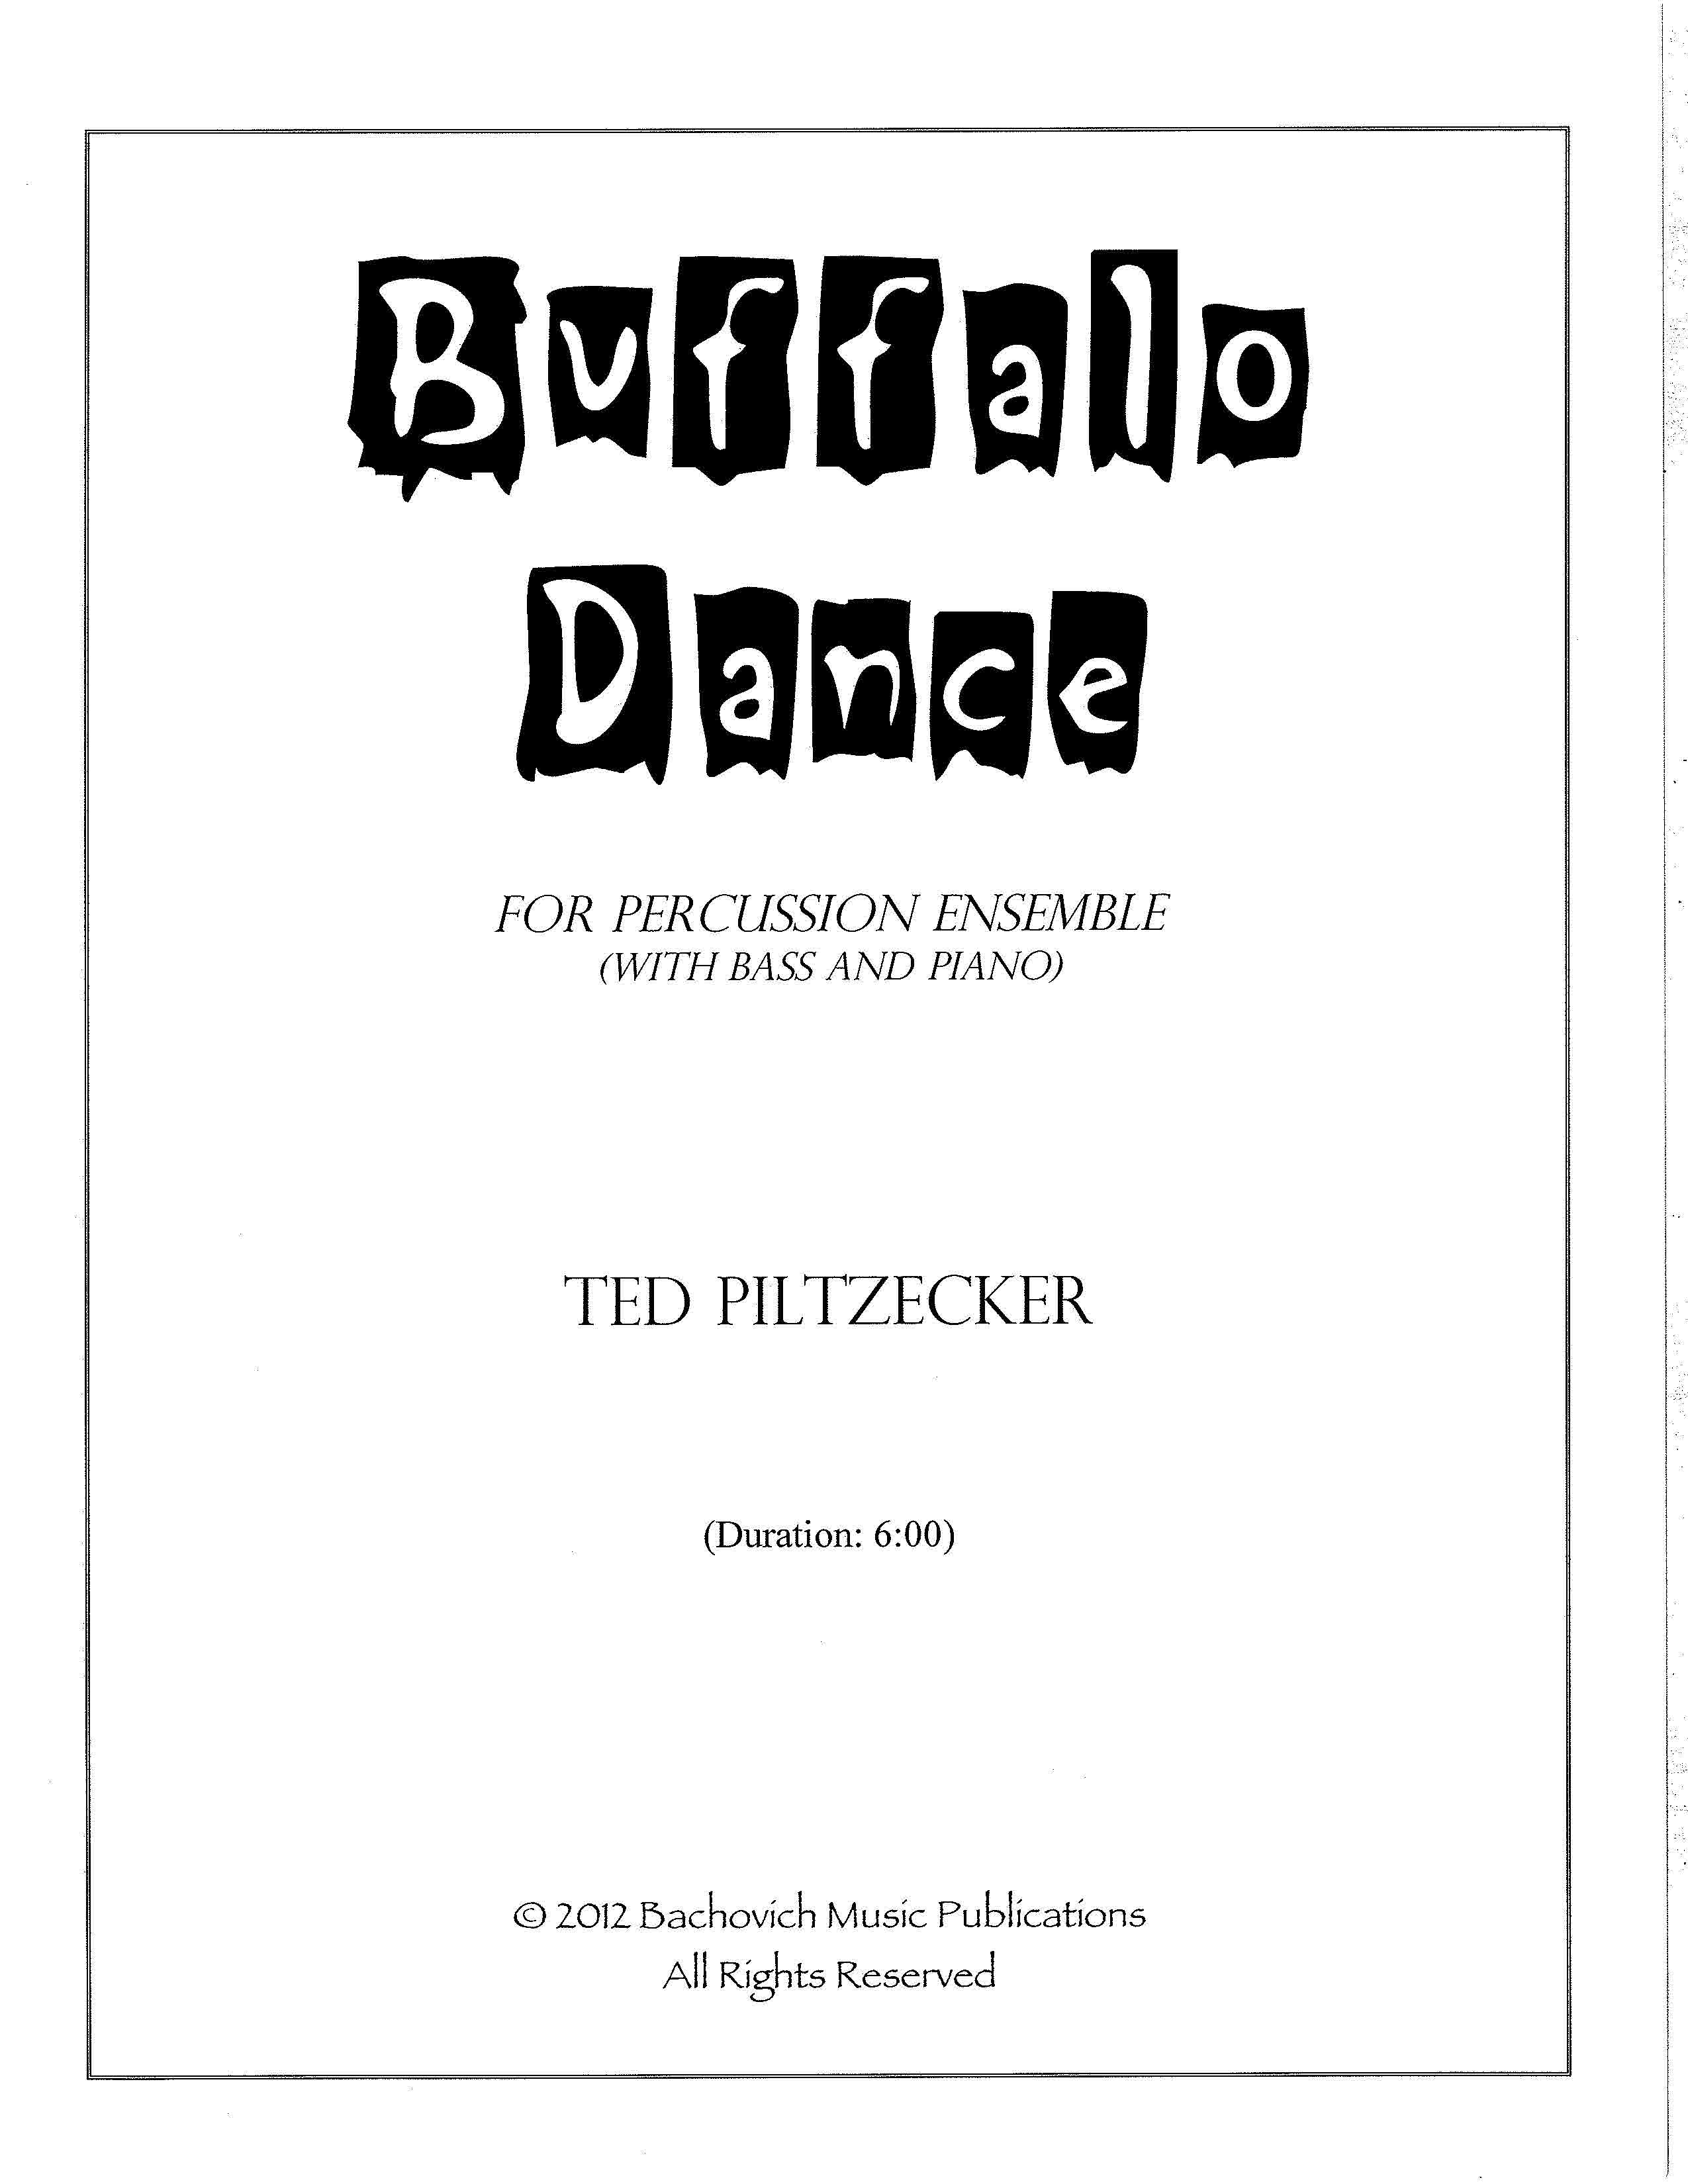 Buffalo
Dance
FOR PERCUSSION ENSEMBLE
(WITH BASS AND PIANO)
TED PILTZECKER
(Duration: 6:00)
© 2012 Bachovich Music Publications
All Rights Reserved